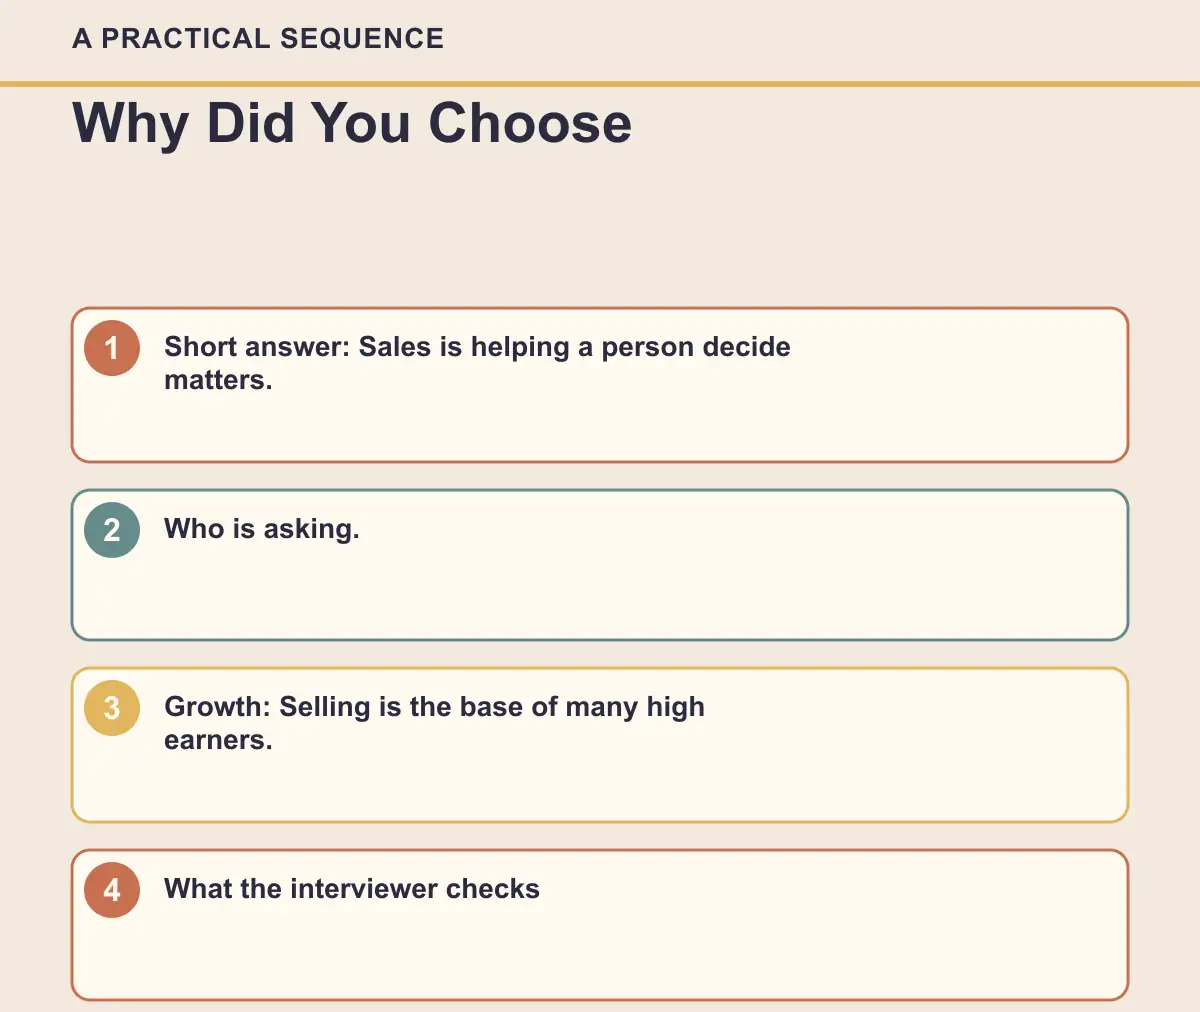 A PRACTICAL SEQUENCE
Why Did You Choose
1
Short answer: Sales is helping a person decide
matters.
2
Who is asking.
3
Growth: Selling is the base of many high
earners.
4
What the interviewer checks